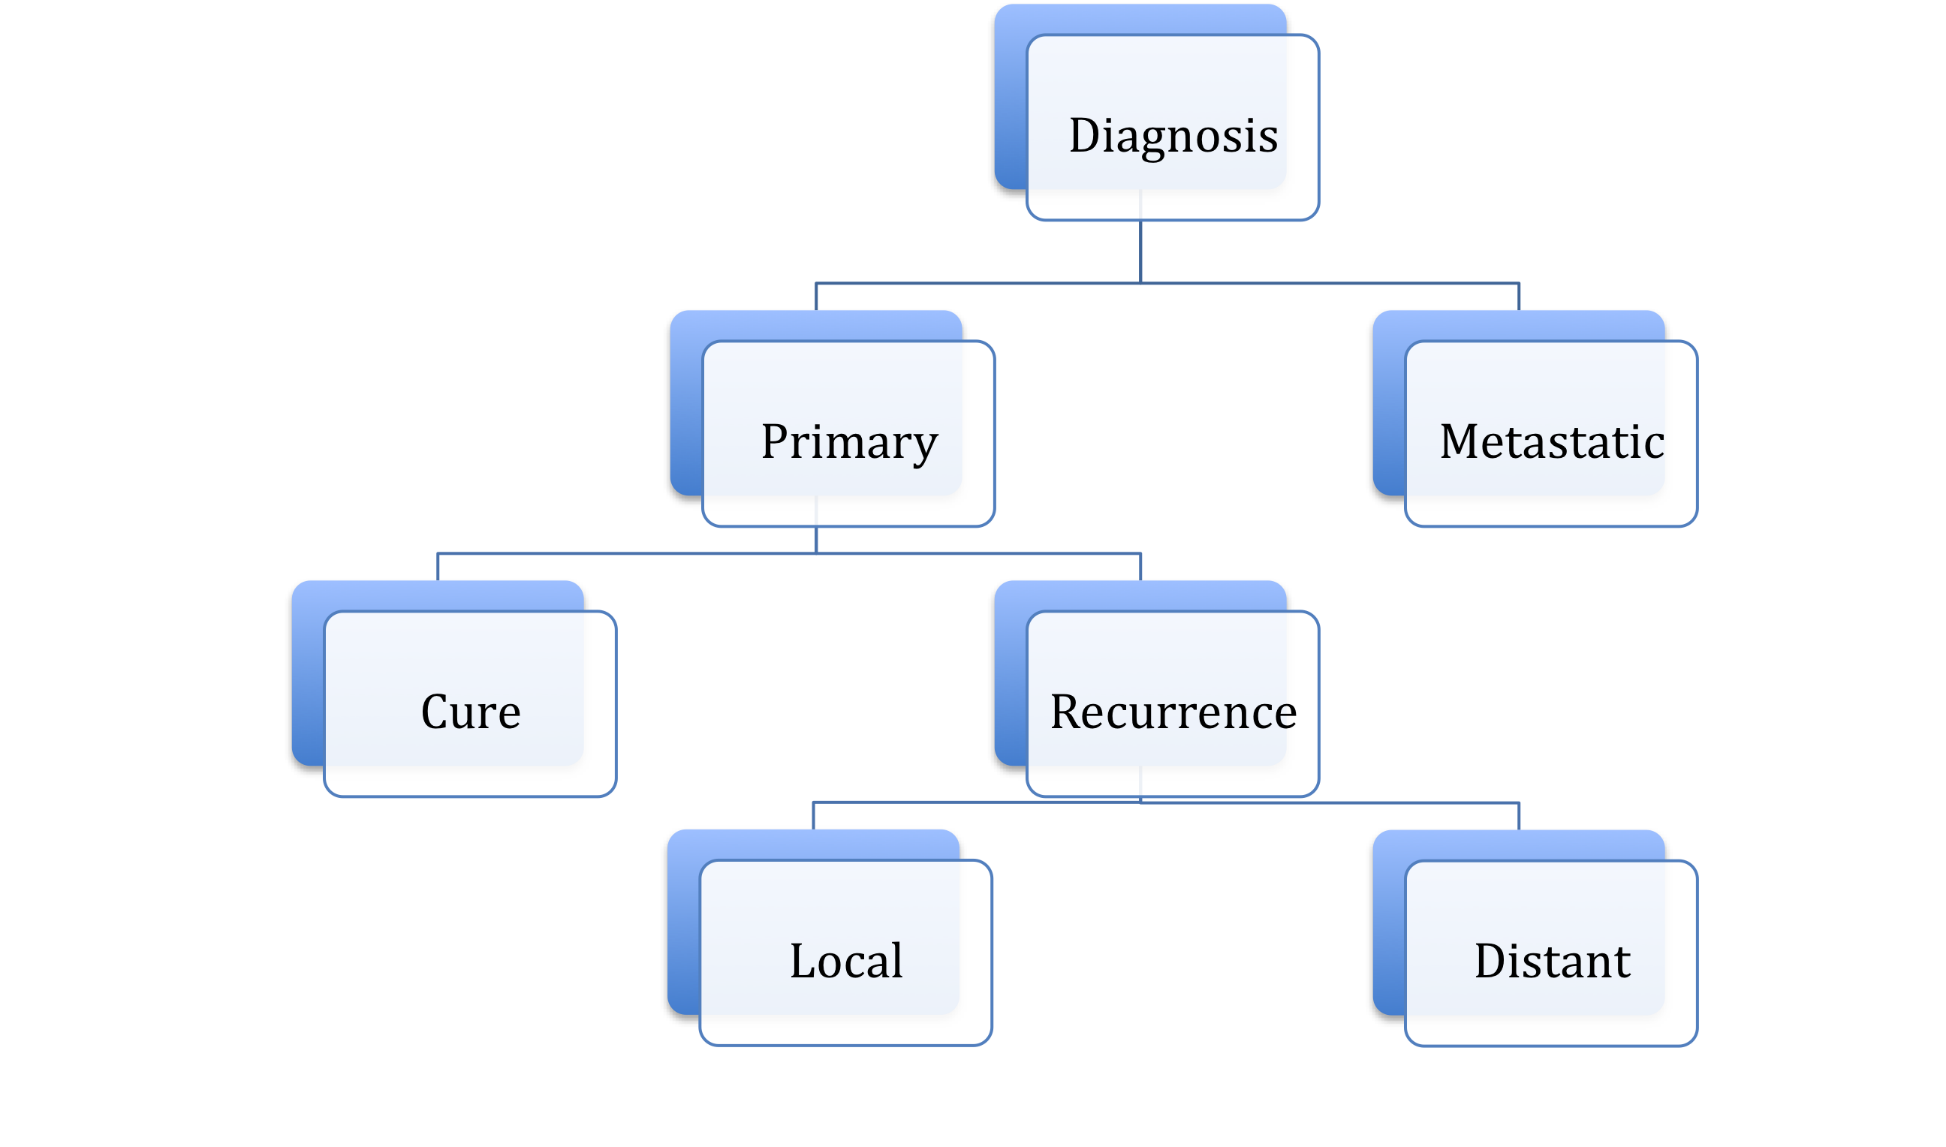 Diagnosis
Primary
Metastatic
Cure
Recurrence
Local
Distant